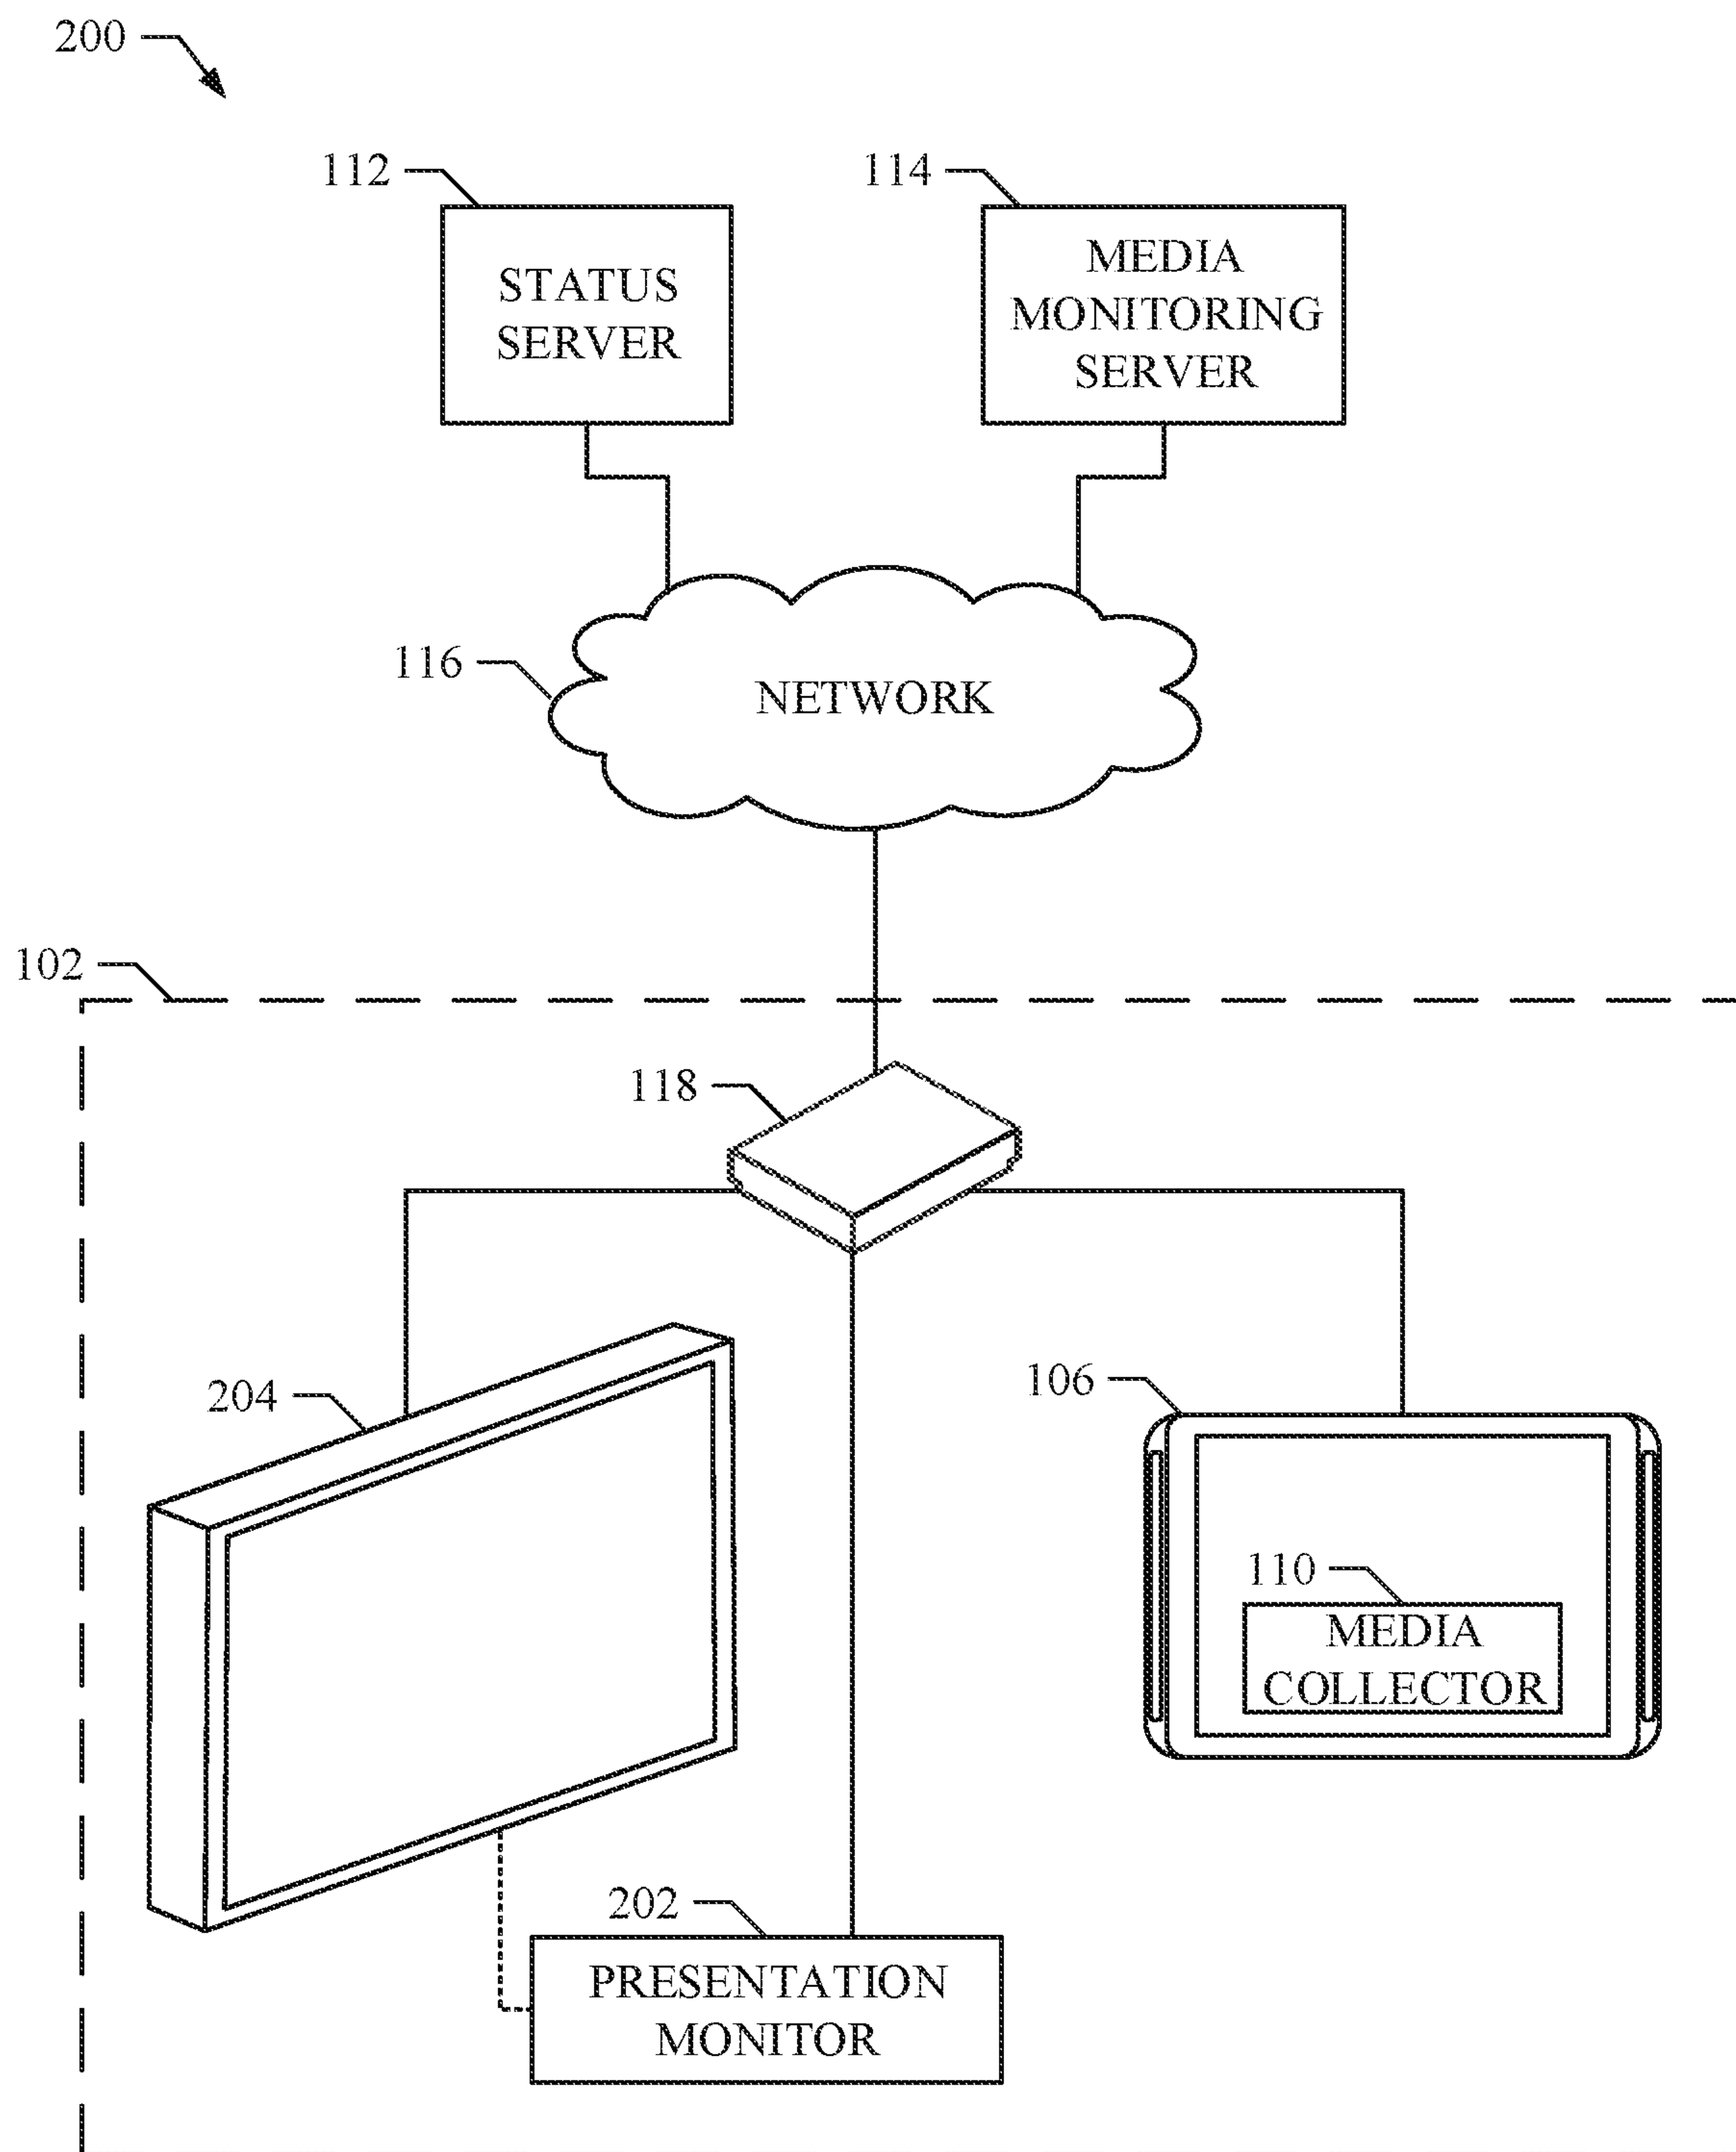 200
112
114
STATUS
SERVER
MEDIA
MONITORING
SERVER
116
NETWORK
102
118
204
106
110
MEDIA
COLLECTOR
202
PRESENTATION
MONITOR